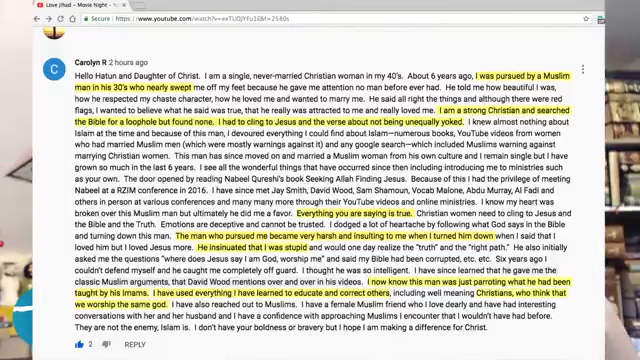 Love Jihad – Movie Night -
Secure https://www.youtube.com/watch?v=exTUQJYFu1E&t=2580s
C
Carolyn R 2 hours ago
Hello Hatun and Daughter of Christ. I am a single, never-married Christian woman in my 40's. About 6 years ago, I was pursued by a Muslim
man in his 30's who nearly swept me off my feet because he gave me attention no man before ever had. He told me how beautiful I was,
how he respected my chaste character, how he loved me and wanted to marry me. He said all right the things and although there were red
flags, I wanted to believe what he said was true, that he really was attracted to me and really loved me. I am a strong Christian and searched
the Bible for a loophole but found none. I had to cling to Jesus and the verse about not being unequally yoked. I knew almost nothing about
Islam at the time and because of this man, I devoured everything I could find about Islam—numerous books, YouTube videos from women
who had married Muslim men (which were mostly warnings against it) and any google search—which included Muslims warning against
marrying Christian women. This man has since moved on and married a Muslim woman from his own culture and I remain single but I have
grown so much in the last 6 years. I see all the wonderful things that have occurred since then including introducing me to ministries such
as your own. The door opened by reading Nabeel Qureshi's book Seeking Allah Finding Jesus. Because of this I had the privilege of meeting
Nabeel at a RZIM conference in 2016. I have since met Jay Smith, David Wood, Sam Shamoun, Vocab Malone, Abdu Murray, Al Fadi and
others in person at various conferences and many many more through their YouTube videos and online ministries. I know my heart was
broken over this Muslim man but ultimately he did me a favor. Everything you are saying is true. Christian women need to cling to Jesus and
the Bible and the Truth. Emotions are deceptive and cannot be trusted. I dodged a lot of heartache by following what God says in the Bible
and turning down this man. The man who pursued me became very harsh and insulting to me when I turned him down when I said that I
loved him but I loved Jesus more. He insinuated that I was stupid and would one day realize the "truth" and the "right path". He also initially
asked me the questions "where does Jesus say I am God, worship me" and said my Bible had been corrupted, etc. etc. Six years ago I
couldn't defend myself and he caught me completely off guard. I thought he was so intelligent. I have since learned that he gave me the
classic Muslim arguments, that David Wood mentions over and over in his videos. I now know this man was just parroting what he had been
taught by his Imams. I have used everything I have learned to educate and correct others, including well meaning Christians, who think that
we worship the same god. I have also reached out to Muslims. I have a female Muslim friend who I love dearly and have had interesting
conversations with her and her husband and I have a confidence with approaching Muslims I encounter that I wouldn't have had before.
They are not the enemy, Islam is. I don't have your boldness or bravery but I hope I am making a difference for Christ.
2 REPLY